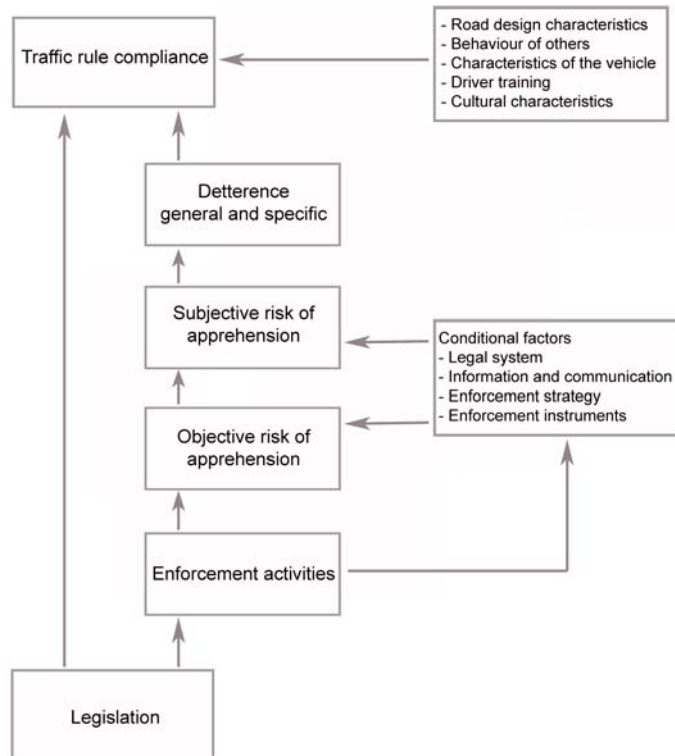 Traffic rule compliance
- Road design characteristics
- Behaviour of others
- Characteristics of the vehicle
- Driver training
- Cultural characteristics
Detterence
general and specific
Subjective risk of
apprehension
Conditional factors
- Legal system
- Information and communication
- Enforcement strategy
- Enforcement instruments
Objective risk of
apprehension
Enforcement activities
Legislation